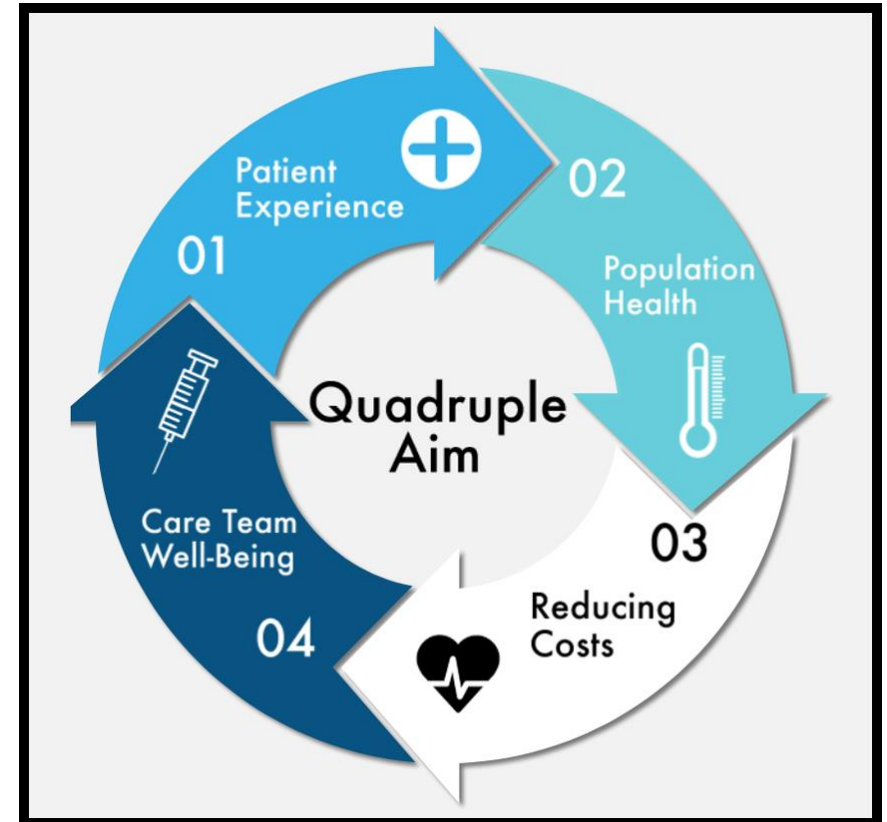 01
Patient
Experience
02
Population
Health
03
Reducing
Costs
04
Care Team
Well-Being
Quadruple
Aim